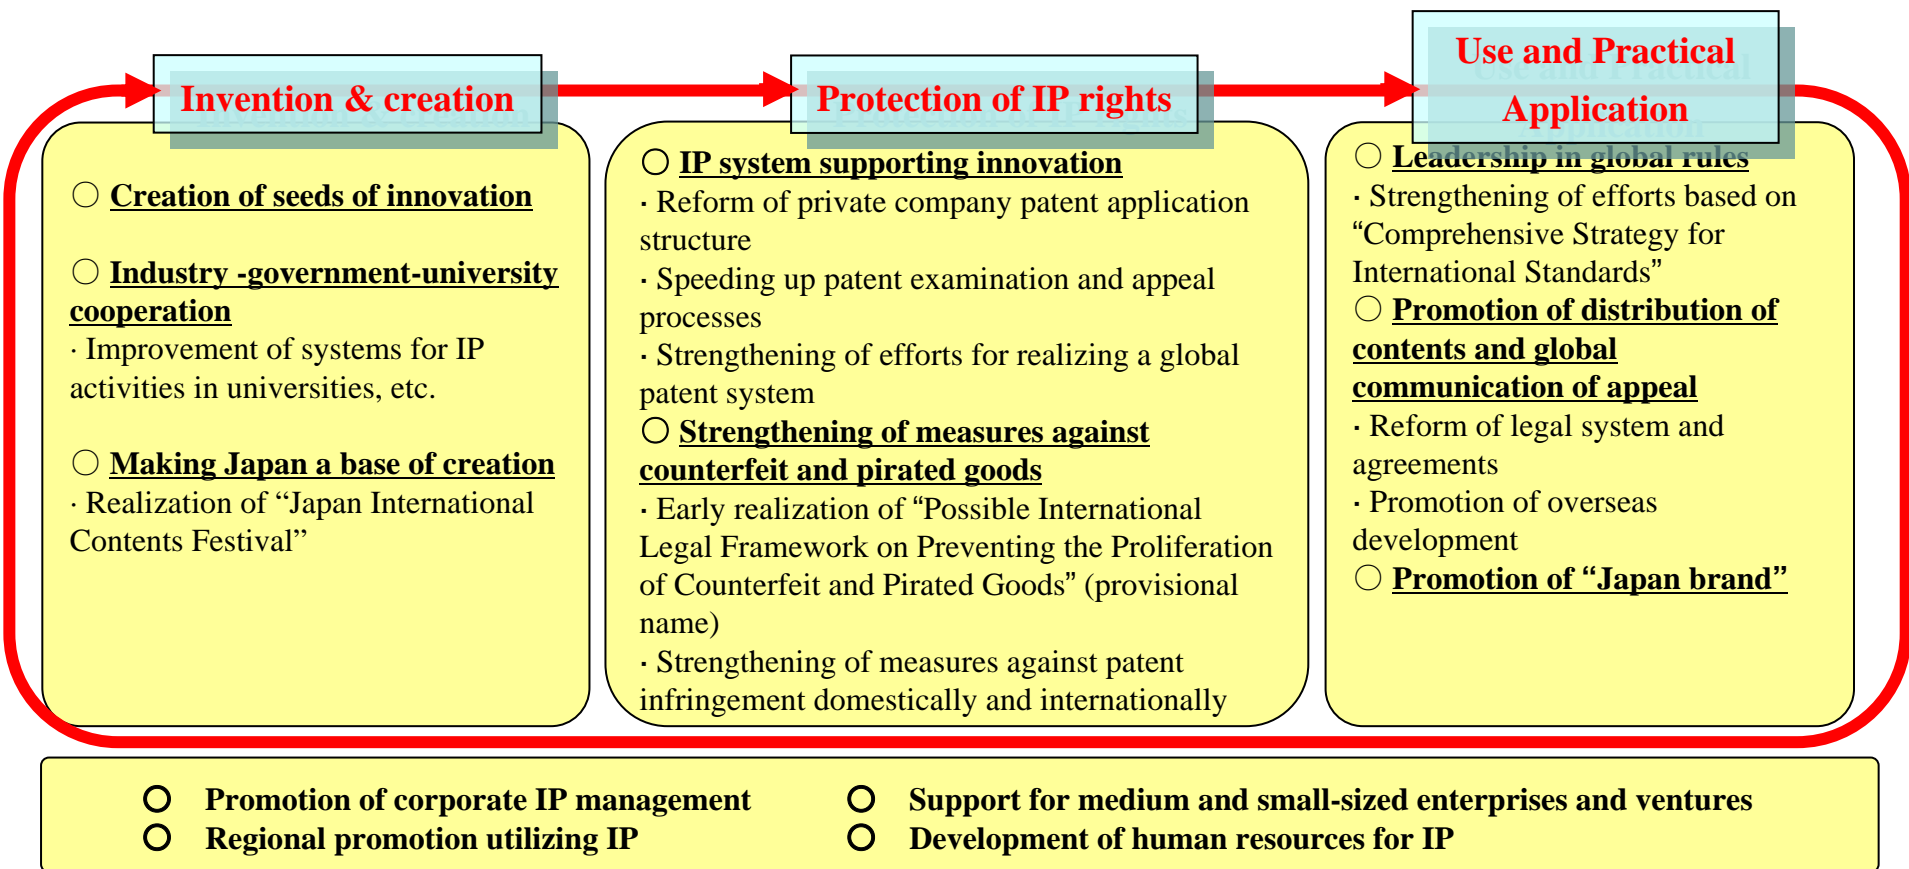 Invention & creation
○ Creation of seeds of innovation
○ Industry -government-university
cooperation
· Improvement of systems for IP
activities in universities, etc.
○ Making Japan a base of creation
· Realization of “Japan International
Contents Festival”
Protection of IP rights
○ IP system supporting innovation
· Reform of private company patent application
structure
· Speeding up patent examination and appeal
processes
· Strengthening of efforts for realizing a global
patent system
○ Strengthening of measures against
counterfeit and pirated goods
· Early realization of “Possible International
Legal Framework on Preventing the Proliferation
of Counterfeit and Pirated Goods” (provisional
name)
· Strengthening of measures against patent
infringement domestically and internationally
Use and Practical
Application
○ Leadership in global rules
· Strengthening of efforts based on
“Comprehensive Strategy for
International Standards”
○ Promotion of distribution of
contents and global
communication of appeal
· Reform of legal system and
agreements
· Promotion of overseas
development
○ Promotion of “Japan brand”
○ Promotion of corporate IP management
○ Support for medium and small-sized enterprises and ventures
○ Regional promotion utilizing IP
○ Development of human resources for IP